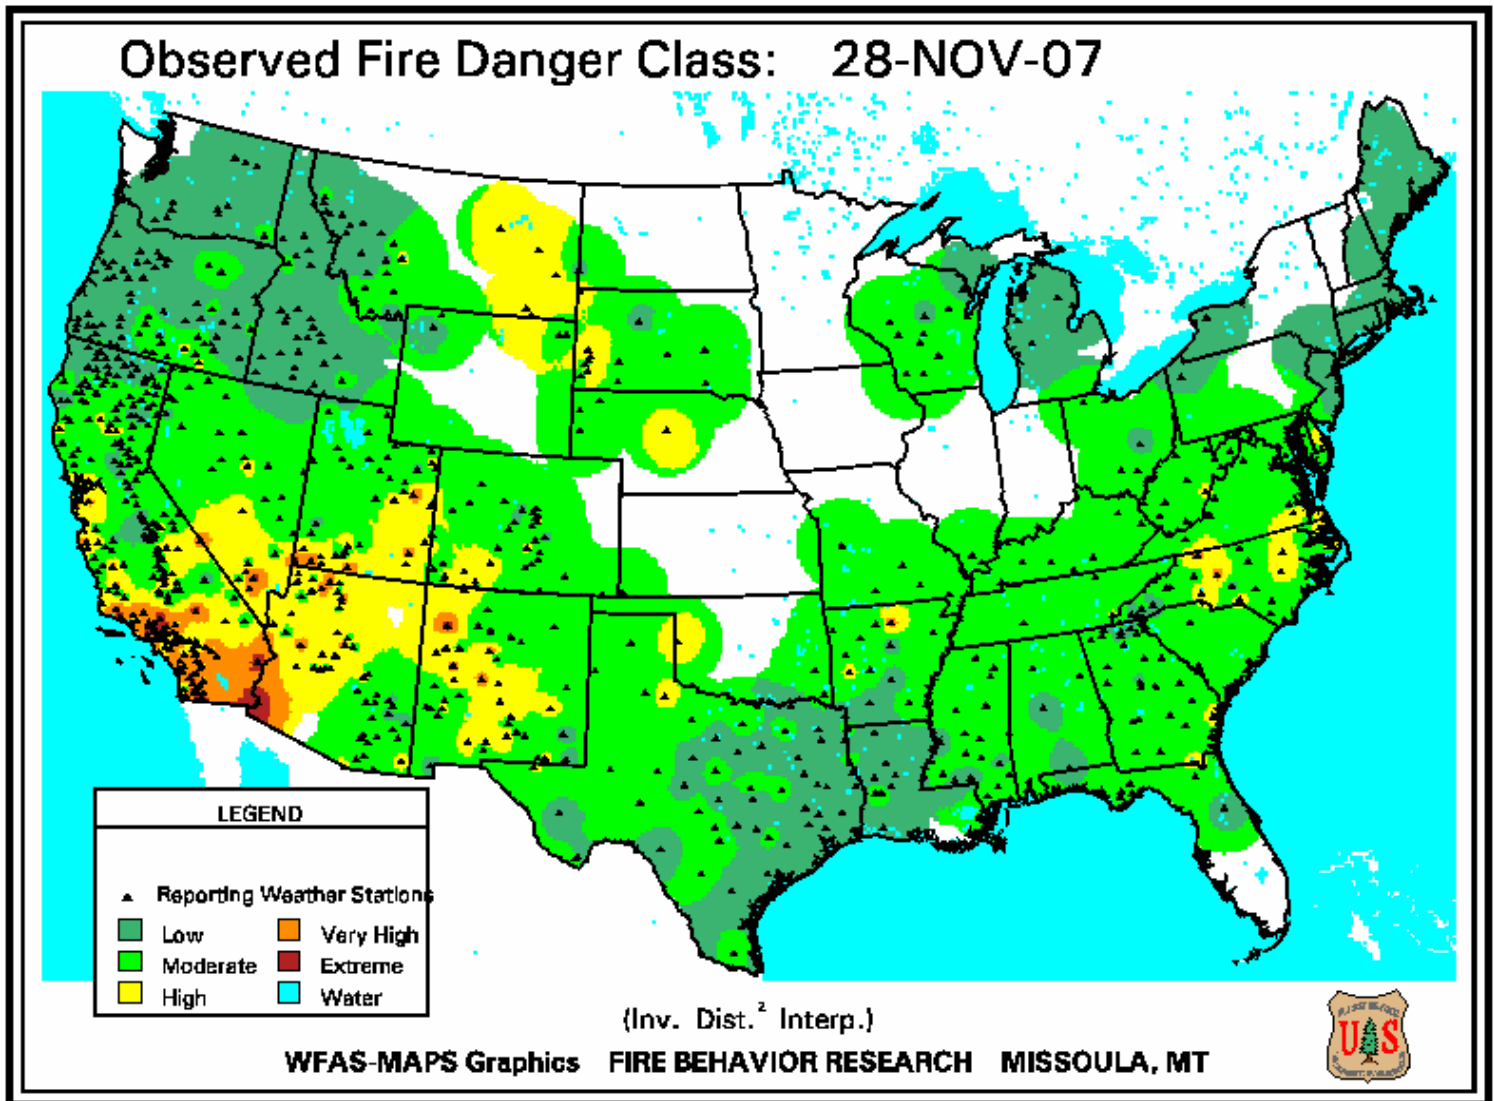 Observed Fire Danger Class: 28-NOV-07
LEGEND
Reporting Weather Stations
Low
Very High
Moderate
Extreme
High
Water
(Inv. Dist.² Interp.)
WFAS-MAPS Graphics FIRE BEHAVIOR RESEARCH MISSOULA, MT
U S